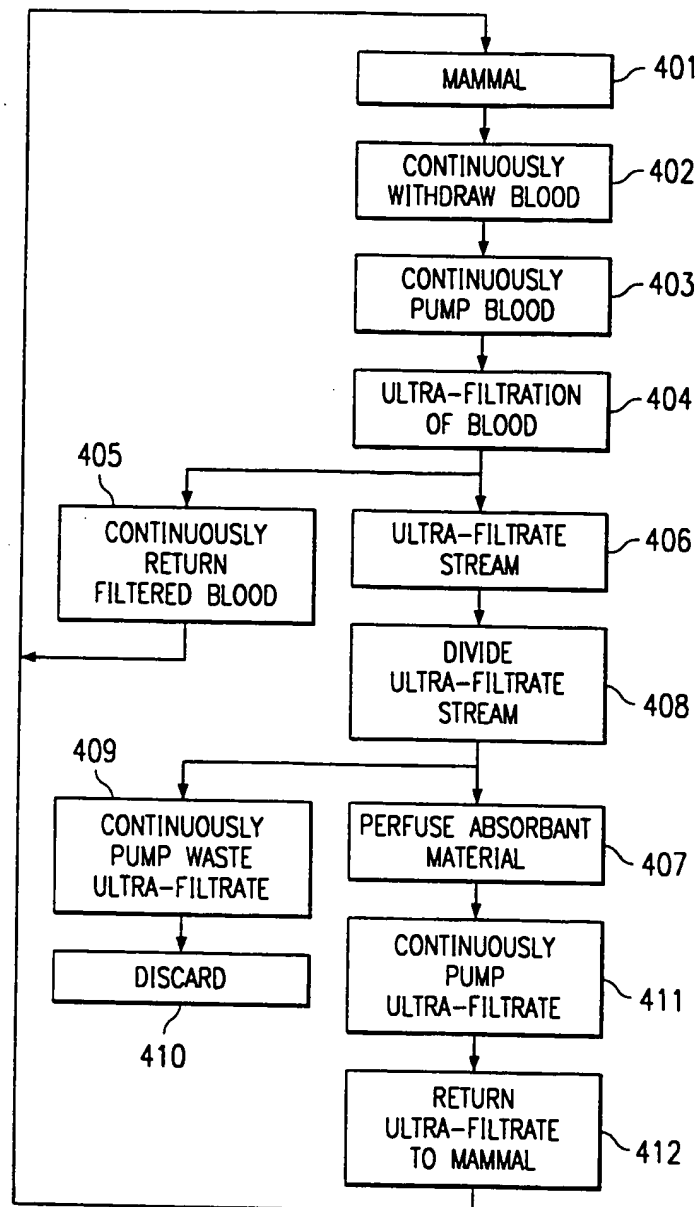 MAMMAL
401
CONTINUOUSLY
WITHDRAW BLOOD
402
CONTINUOUSLY
PUMP BLOOD
403
ULTRA-FILTRATION
OF BLOOD
404
405
CONTINUOUSLY
RETURN
FILTERED BLOOD
ULTRA-FILTRATE
STREAM
406
DIVIDE
ULTRA-FILTRATE
STREAM
408
409
CONTINUOUSLY
PUMP WASTE
ULTRA-FILTRATE
PERFUSE ABSORBANT
MATERIAL
407
DISCARD
410
CONTINUOUSLY
PUMP
ULTRA-FILTRATE
411
RETURN
ULTRA-FILTRATE
TO MAMMAL
412